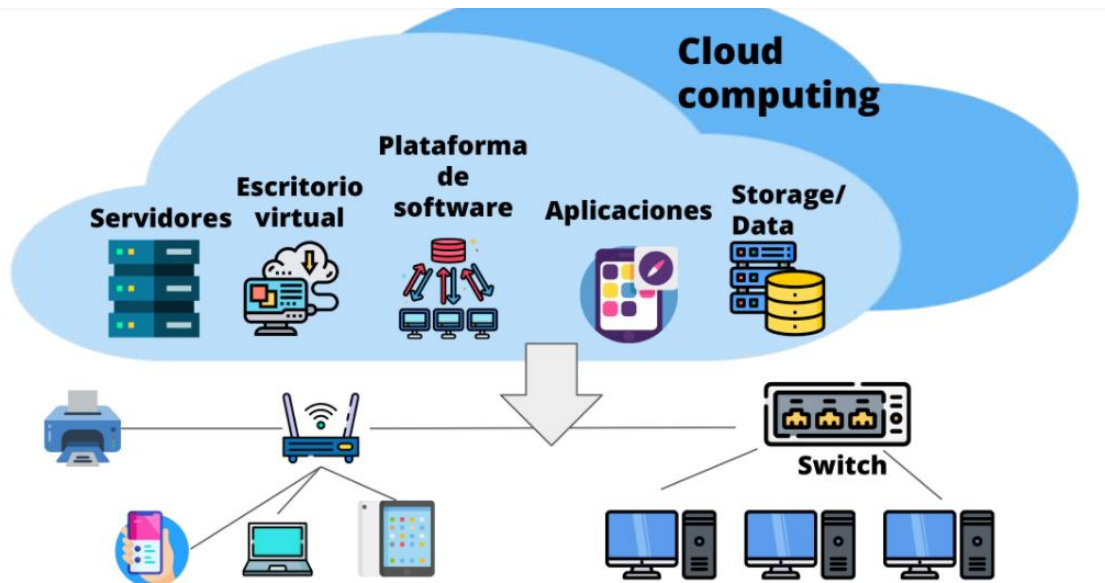 Cloud
computing
Servidores
Escritorio
virtual
Plataforma
de
software
Aplicaciones
Storage/
Data
Switch